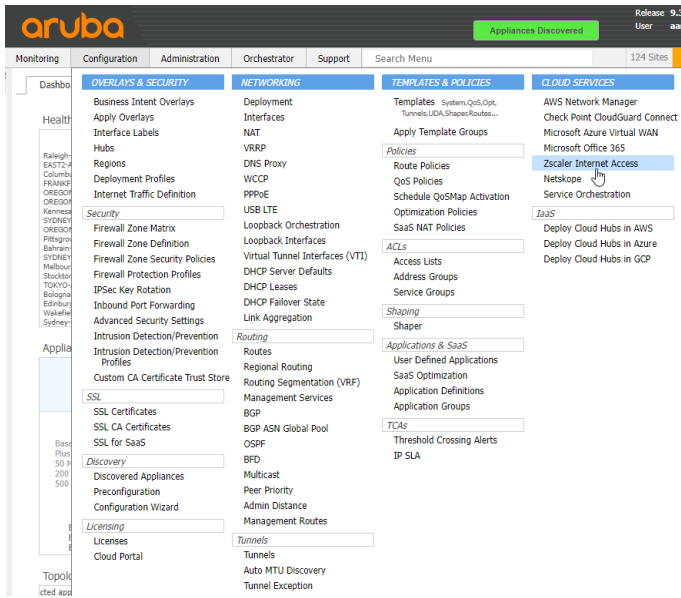 aruba
Appliances Discovered
Release 9.3
User
Monitoring
Configuration
Administration
Orchestrator
Support
Search Menu
124 Sites
Dashbo
Health
Raleigh-
EAST2-A
Columbu
FRANKF
OREGON
OREGON
Kennesa
SYDNEY
OREGON
Pittsgrov
Bahrain-
SYDNEY
Melbour
Stockton
TOKYO-
Bologna
Edinburg
Wakefiel
Sydney-
Applia
Base
Plus
50 M
200
500
Topolo
cted app
OVERLAYS & SECURITY
Business Intent Overlays
Apply Overlays
Interface Labels
Hubs
Regions
Deployment Profiles
Internet Traffic Definition
Security
Firewall Zone Matrix
Firewall Zone Definition
Firewall Zone Security Policies
Firewall Protection Profiles
IPSec Key Rotation
Inbound Port Forwarding
Advanced Security Settings
Intrusion Detection/Prevention
Intrusion Detection/Prevention
Profiles
Custom CA Certificate Trust Store
SSL
SSL Certificates
SSL CA Certificates
SSL for SaaS
Discovery
Discovered Appliances
Preconfiguration
Configuration Wizard
Licensing
Licenses
Cloud Portal
NETWORKING
Deployment
Interfaces
NAT
VRRP
DNS Proxy
WCCP
PPPoE
USB LTE
Loopback Orchestration
Loopback Interfaces
Virtual Tunnel Interfaces (VTI)
DHCP Server Defaults
DHCP Leases
DHCP Failover State
Link Aggregation
Routing
Routes
Regional Routing
Routing Segmentation (VRF)
Management Services
BGP
BGP ASN Global Pool
OSPF
BFD
Multicast
Peer Priority
Admin Distance
Management Routes
Tunnels
Tunnels
Auto MTU Discovery
Tunnel Exception
TEMPLATES & POLICIES
Templates System,QoS,Opt,
Tunnels,UDA,Shaper,Routes...
Apply Template Groups
Policies
Route Policies
QoS Policies
Schedule QoSMap Activation
Optimization Policies
SaaS NAT Policies
ACLs
Access Lists
Address Groups
Service Groups
Shaping
Shaper
Applications & SaaS
User Defined Applications
SaaS Optimization
Application Definitions
Application Groups
TCAs
Threshold Crossing Alerts
IP SLA
CLOUD SERVICES
AWS Network Manager
Check Point CloudGuard Connect
Microsoft Azure Virtual WAN
Microsoft Office 365
Zscaler Internet Access
Netskope
Service Orchestration
IaaS
Deploy Cloud Hubs in AWS
Deploy Cloud Hubs in Azure
Deploy Cloud Hubs in GCP